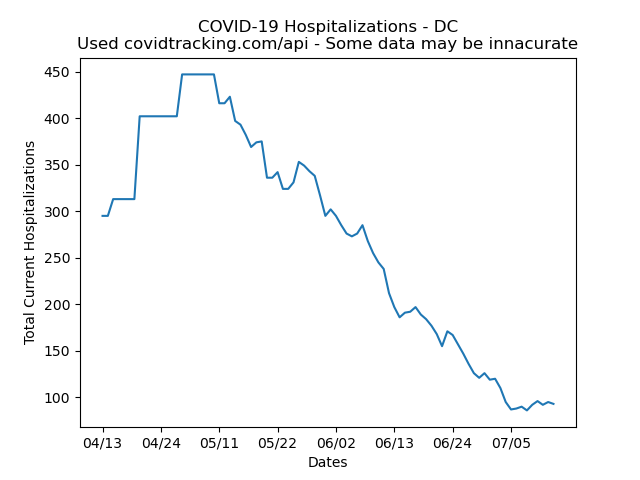 COVID-19 Hospitalizations - DC
Used covidtracking.com/api - Some data may be innacurate
Total Current Hospitalizations
450
400
350
300
250
200
150
100
04/13 04/24 05/11 05/22 06/02 06/13 06/24 07/05
Dates